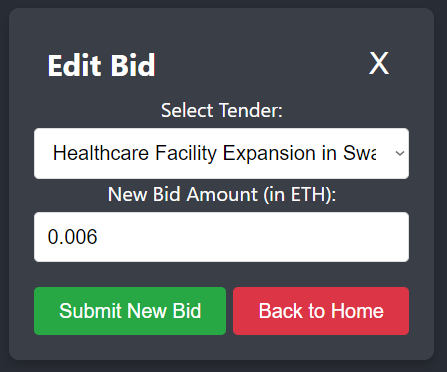 Edit Bid X
Select Tender:
Healthcare Facility Expansion in Swa
New Bid Amount (in ETH):
0.006
Submit New Bid Back to Home